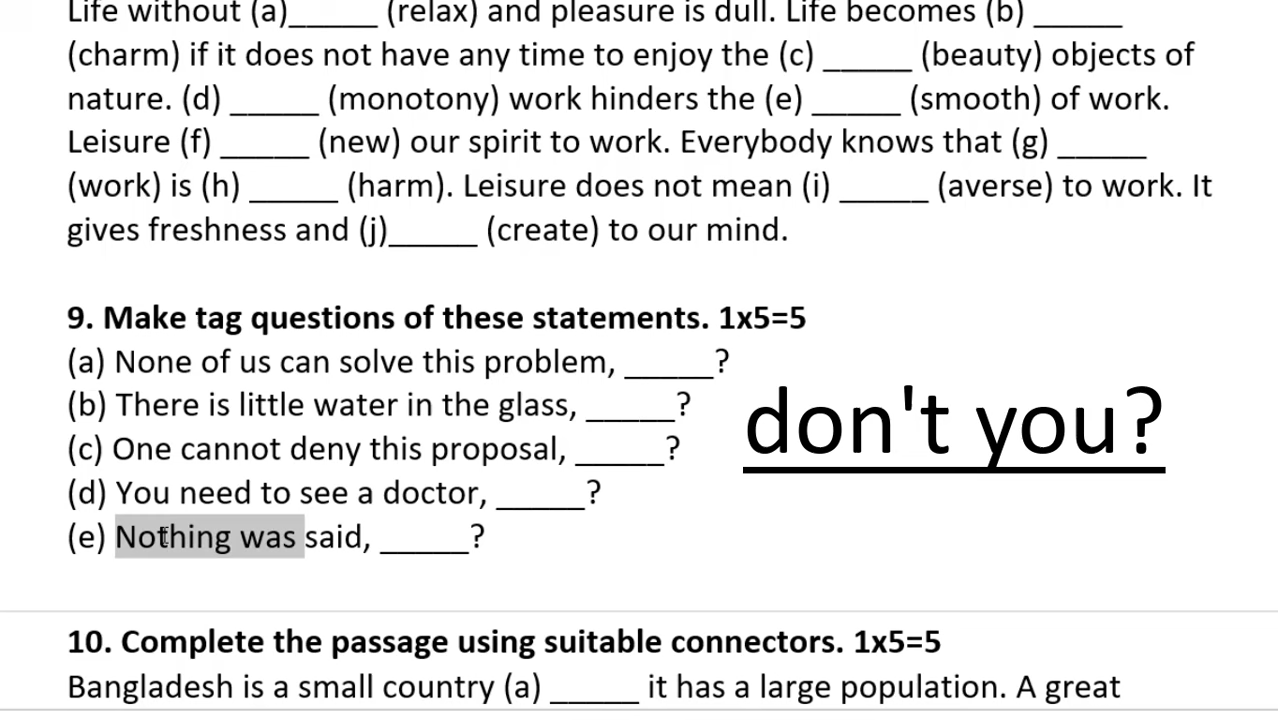 Life without (a)_____ (relax) and pleasure is dull. Life becomes (b) _____
(charm) if it does not have any time to enjoy the (c) _____ (beauty) objects of
nature. (d) _____ (monotony) work hinders the (e) _____ (smooth) of work.
Leisure (f) _____ (new) our spirit to work. Everybody knows that (g) _____
(work) is (h) _____ (harm). Leisure does not mean (i) _____ (averse) to work. It
gives freshness and (j)_____ (create) to our mind.
9. Make tag questions of these statements. 1x5=5
(a) None of us can solve this problem, _____?
(b) There is little water in the glass, _____?
don't you?
(c) One cannot deny this proposal, _____?
(d) You need to see a doctor, _____?
(e) Nothing was said, _____?
10. Complete the passage using suitable connectors. 1x5=5
Bangladesh is a small country (a) _____ it has a large population. A great